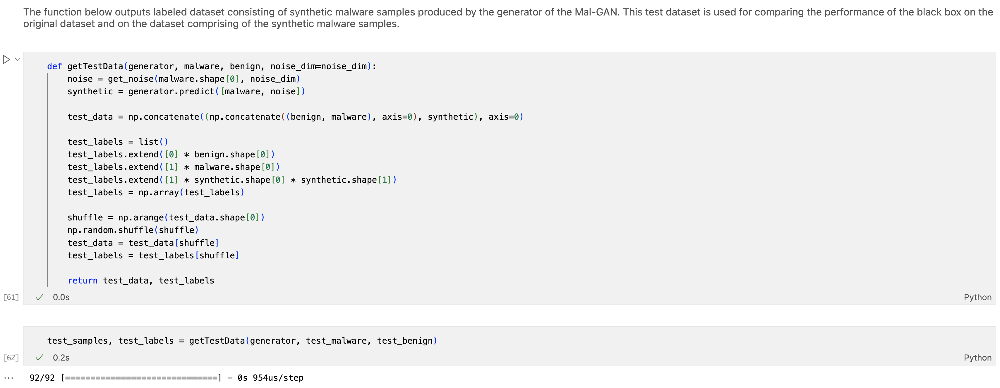 The function below outputs labeled dataset consisting of synthetic malware samples produced by the generator of the Mal-GAN. This test dataset is used for comparing the performance of the black box on the
original dataset and on the dataset comprising of the synthetic malware samples.
def getTestData(generator, malware, benign, noise_dim=noise_dim):
    noise = get_noise(malware.shape[0], noise_dim)
    synthetic = generator.predict([malware, noise])
    test_data = np.concatenate((np.concatenate((benign, malware), axis=0), synthetic), axis=0)
    test_labels = list()
    test_labels.extend([0] * benign.shape[0])
    test_labels.extend([1] * malware.shape[0])
    test_labels.extend([1] * synthetic.shape[0] * synthetic.shape[1])
    test_labels = np.array(test_labels)
    shuffle = np.arange(test_data.shape[0])
    np.random.shuffle(shuffle)
    test_data = test_data[shuffle]
    test_labels = test_labels[shuffle]
    return test_data, test_labels
[61] ✓ 0.0s Python
test_samples, test_labels = getTestData(generator, test_malware, test_benign)
[62] ✓ 0.2s Python
... 92/92 [==============================] - 0s 954us/step